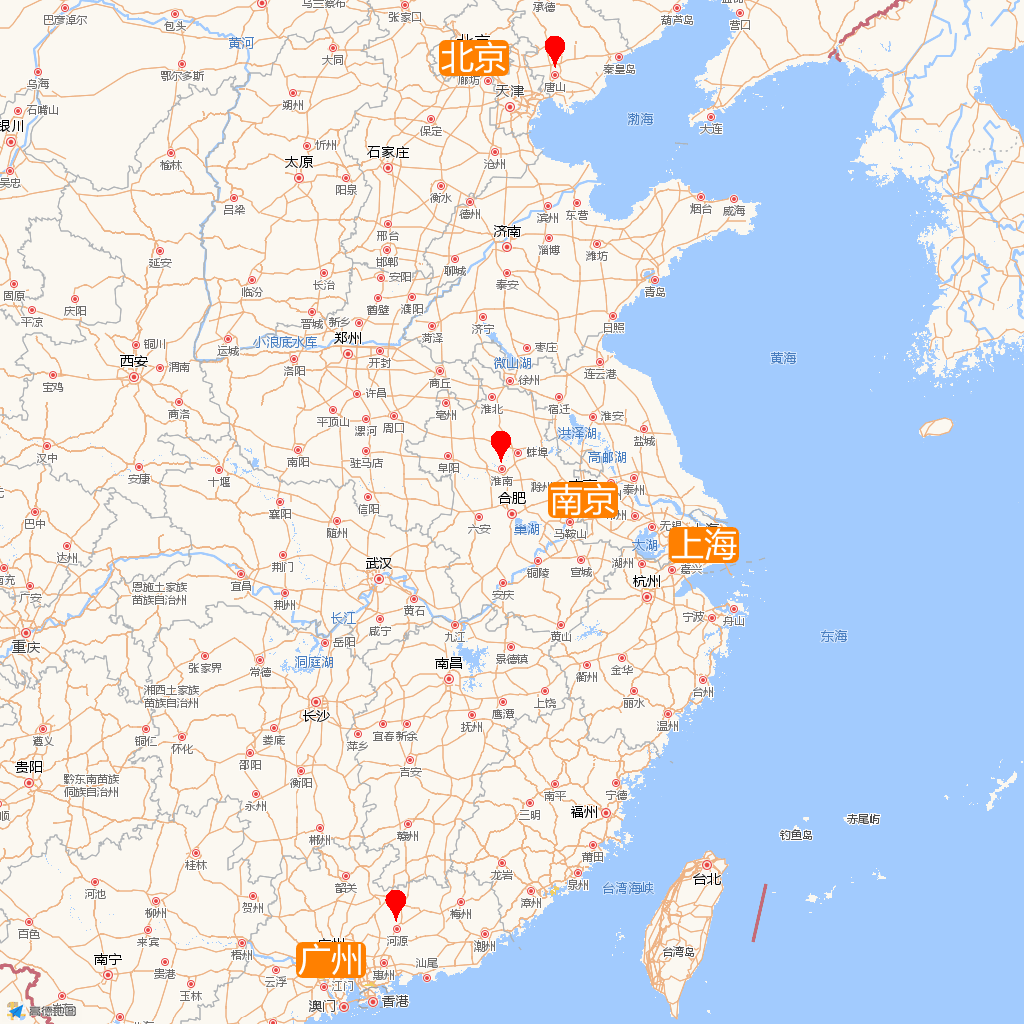 巴彦淖尔
包头
乌兰察布
张家口
承德
葫芦岛
营口
黄河
大同
北京
秦皇岛
唐山
廊坊
天津
鄂尔多斯
乌海
石嘴山
银川
吴忠
朔州
忻州
保定
渤海
大连
榆林
太原
石家庄
沧州
阳泉
吕梁
衡水
德州
滨州
东营
烟台
威海
邢台
济南
淄博
潍坊
延安
邯郸
聊城
安阳
泰安
青岛
固原
庆阳
平凉
临汾
长治
鹤壁
濮阳
晋城
新乡
菏泽
济宁
日照
铜川
运城
小浪底水库
郑州
枣庄
黄海
西安
渭南
洛阳
开封
微山湖
徐州
连云港
宝鸡
商丘
许昌
亳州
淮北
宿迁
商洛
平顶山
漯河
周口
淮安
盐城
洪泽湖
汉中
安康
十堰
南阳
驻马店
阜阳
蚌埠
高邮湖
淮南
滁州
泰州
合肥
南京
襄阳
信阳
巴中
随州
六安
巢湖
马鞍山
无锡
上海
太湖
嘉兴
达州
南充
广安
恩施土家族
苗族自治州
宜昌
荆门
武汉
铜陵
宣城
湖州
杭州
荆州
长江
黄石
安庆
宁波
舟山
重庆
岳阳
咸宁
九江
黄山
东海
张家界
常德
洞庭湖
南昌
景德镇
衢州
金华
湘西土家族
苗族自治州
长沙
上饶
丽水
台州
遵义
铜仁
怀化
娄底
萍乡
宜春
新余
抚州
鹰潭
温州
贵阳
黔东南苗族
侗族自治州
邵阳
衡阳
吉安
永州
南平
宁德
三明
福州
郴州
赣州
钓鱼岛
赤尾屿
桂林
莆田
龙岩
泉州
台湾海峡
台北
河池
韶关
柳州
贺州
漳州
梅州
百色
来宾
河源
潮州
台湾岛
梧州
广州
南宁
贵港
云浮
惠州
汕尾
玉林
江门
澳门
香港
高德地图